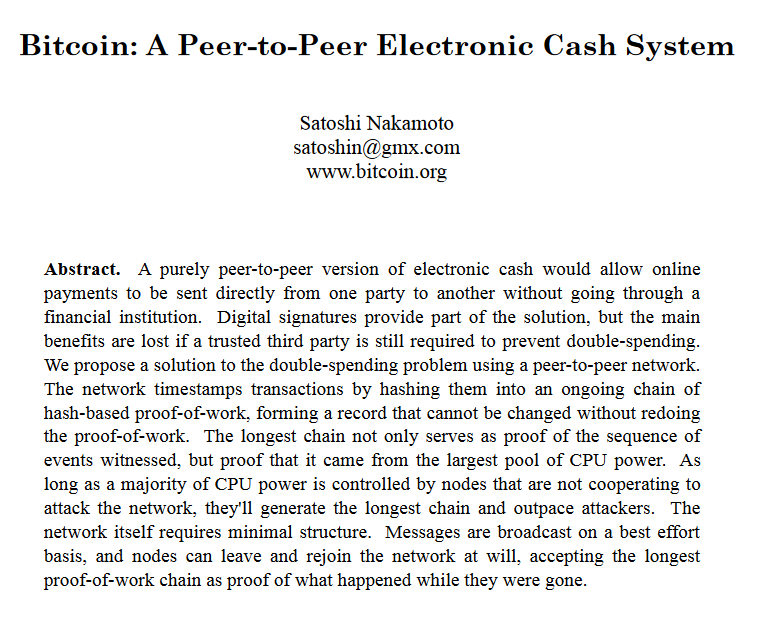 Bitcoin: A Peer-to-Peer Electronic Cash System
Satoshi Nakamoto
satoshin@gmx.com
www.bitcoin.org
Abstract. A purely peer-to-peer version of electronic cash would allow online
payments to be sent directly from one party to another without going through a
financial institution. Digital signatures provide part of the solution, but the main
benefits are lost if a trusted third party is still required to prevent double-spending.
We propose a solution to the double-spending problem using a peer-to-peer network.
The network timestamps transactions by hashing them into an ongoing chain of
hash-based proof-of-work, forming a record that cannot be changed without redoing
the proof-of-work. The longest chain not only serves as proof of the sequence of
events witnessed, but proof that it came from the largest pool of CPU power. As
long as a majority of CPU power is controlled by nodes that are not cooperating to
attack the network, they'll generate the longest chain and outpace attackers. The
network itself requires minimal structure. Messages are broadcast on a best effort
basis, and nodes can leave and rejoin the network at will, accepting the longest
proof-of-work chain as proof of what happened while they were gone.